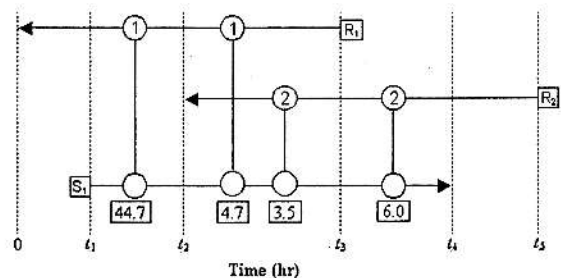 1 1 R₁
2 2 R₂
S₁
44.7 4.7 3.5 6.0
0 t₁ t₂ t₃ t₄ t₅
Time (hr)